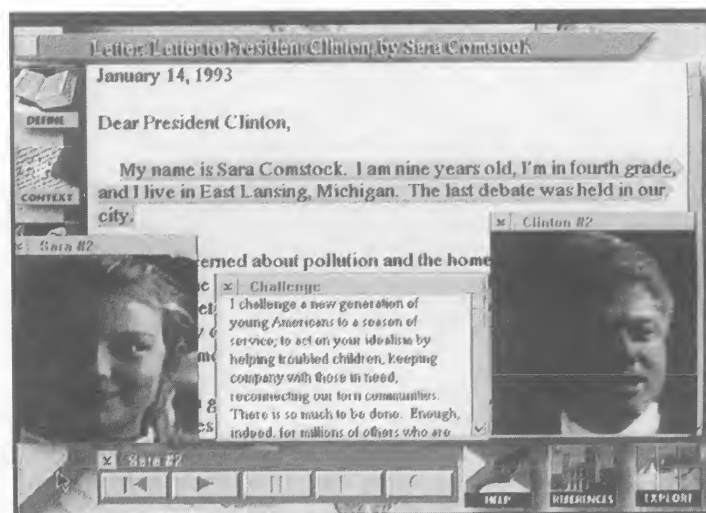 Letter: Letter to President Clinton, by Sara Comstock
January 14, 1993
DEFINE
Dear President Clinton,
My name is Sara Comstock. I am nine years old, I'm in fourth grade,
CONTEXT
and I live in East Lansing, Michigan. The last debate was held in our
city.
x Sara #2
x Clinton #2
erned about pollution and the home
x Challenge
I challenge a new generation of
young Americans to a season of
service; to act on your idealism by
helping troubled children, keeping
company with those in need,
reconnecting our torn communities.
There is so much to be done. Enough,
indeed, for millions of others who are
x Sara #2
HELP
REFERENCES
EXPLORE